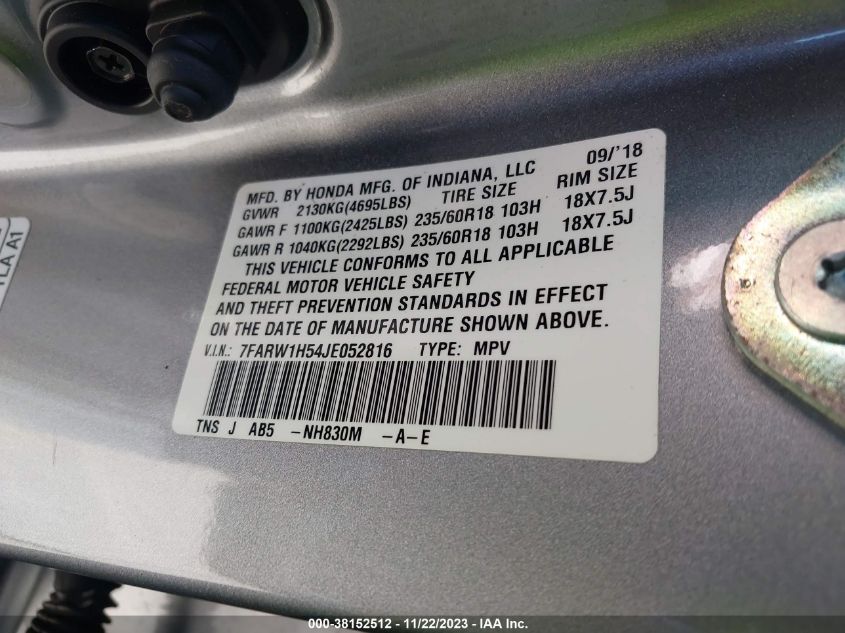 MFD. BY HONDA MFG. OF INDIANA, LLC 09/'18
GVWR 2130KG(4695LBS) TIRE SIZE RIM SIZE
GAWR F 1100KG(2425LBS) 235/60R18 103H 18X7.5J
GAWR R 1040KG(2292LBS) 235/60R18 103H 18X7.5J
THIS VEHICLE CONFORMS TO ALL APPLICABLE
FEDERAL MOTOR VEHICLE SAFETY
AND THEFT PREVENTION STANDARDS IN EFFECT
ON THE DATE OF MANUFACTURE SHOWN ABOVE.
V.I.N.: 7FARW1H54JE052816 TYPE: MPV
TNS J AB5 -NH830M -A-E
TLA A1
000-38152512 - 11/22/2023 - IAA Inc.